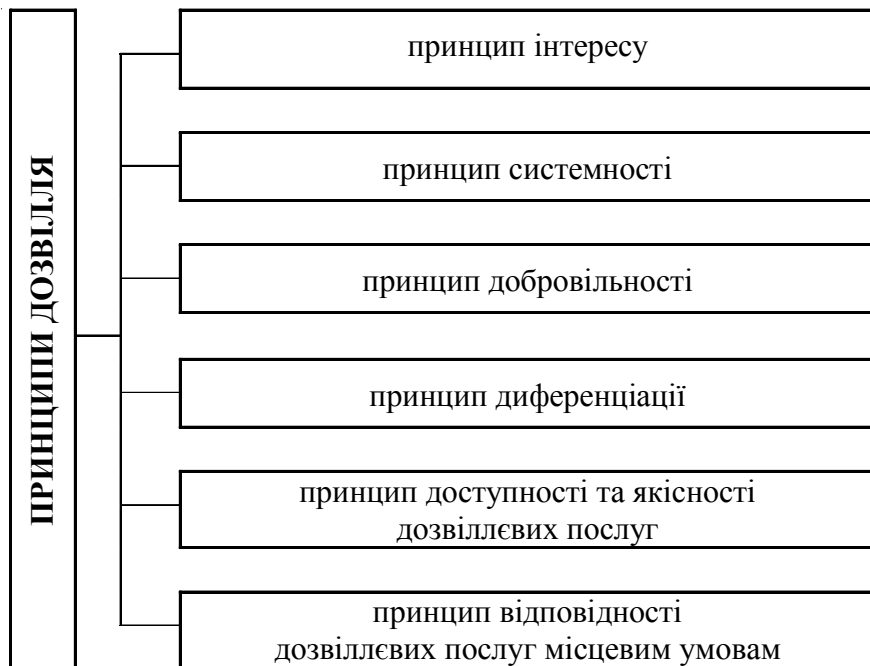 ПРИНЦИПИ ДОЗВІЛЛЯ
принцип інтересу
принцип системності
принцип добровільності
принцип диференціації
принцип доступності та якісності
дозвіллєвих послуг
принцип відповідності
дозвіллєвих послуг місцевим умовам